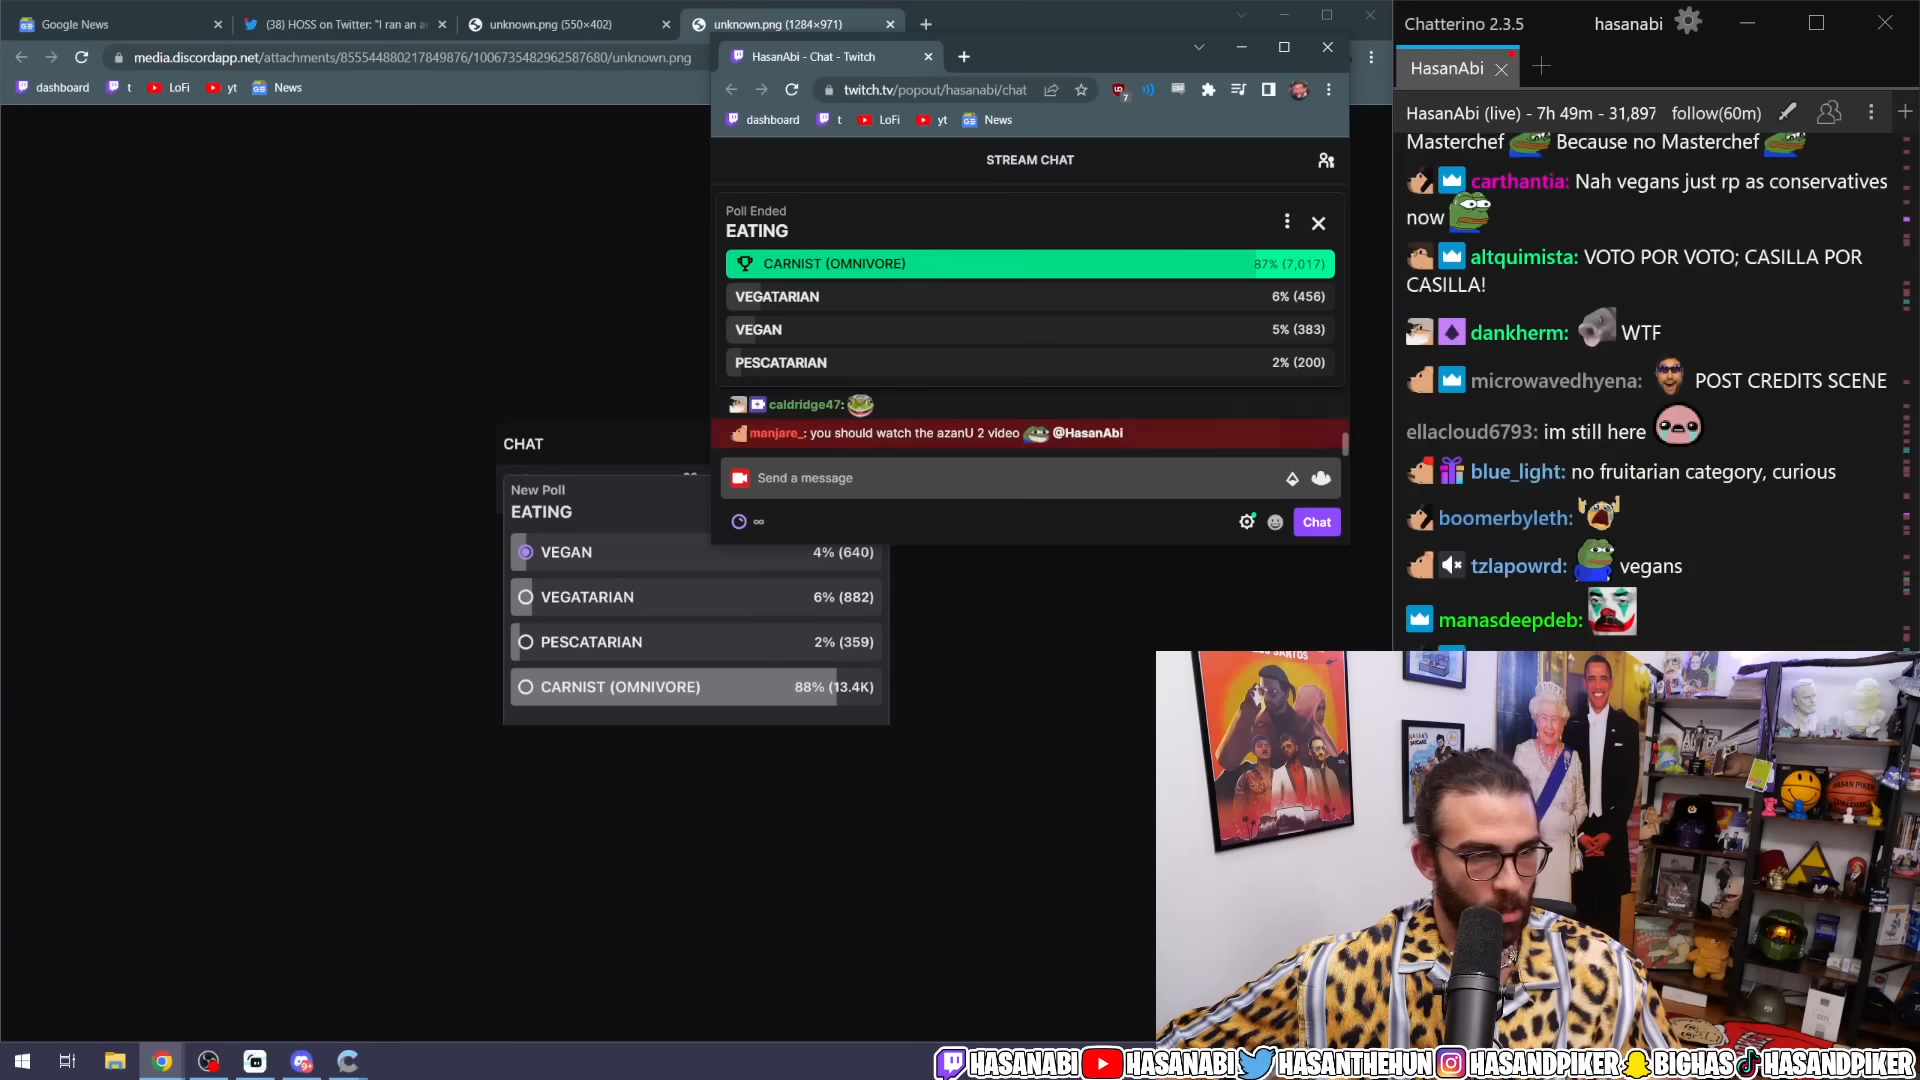 Google News
(38) HOSS on Twitter: "I ran an a
unknown.png (550×402)
unknown.png (1284×971)
media.discordapp.net/attachments/855544880217849876/1006735482962587680/unknown.png
dashboard
t
LoFi
yt
News
HasanAbi - Chat - Twitch
twitch.tv/popout/hasanabi/chat
7
dashboard
t
LoFi
yt
News
STREAM CHAT
Poll Ended
EATING
CARNIST (OMNIVORE) 87% (7,017)
VEGATARIAN 6% (456)
VEGAN 5% (383)
PESCATARIAN 2% (200)
caldridge47:
manjare_: you should watch the azanU 2 video @HasanAbi
Send a message
∞
Chat
CHAT
New Poll
EATING
VEGAN 4% (640)
VEGATARIAN 6% (882)
PESCATARIAN 2% (359)
CARNIST (OMNIVORE) 88% (13.4K)
Chatterino 2.3.5
hasanabi
HasanAbi
HasanAbi (live) - 7h 49m - 31,897 follow(60m)
Masterchef Because no Masterchef
carthantia: Nah vegans just rp as conservatives
now
altquimista: VOTO POR VOTO; CASILLA POR
CASILLA!
dankherm: WTF
microwavedhyena: POST CREDITS SCENE
ellacloud6793: im still here
blue_light: no fruitarian category, curious
boomerbyleth:
tzlapowrd: vegans
manasdeepdeb:
HASAN PIKER
SPALDING
HASANABI
HASANABI
HASANTHEHUN
HASANDPIKER
BIGHAS
HASANDPIKER